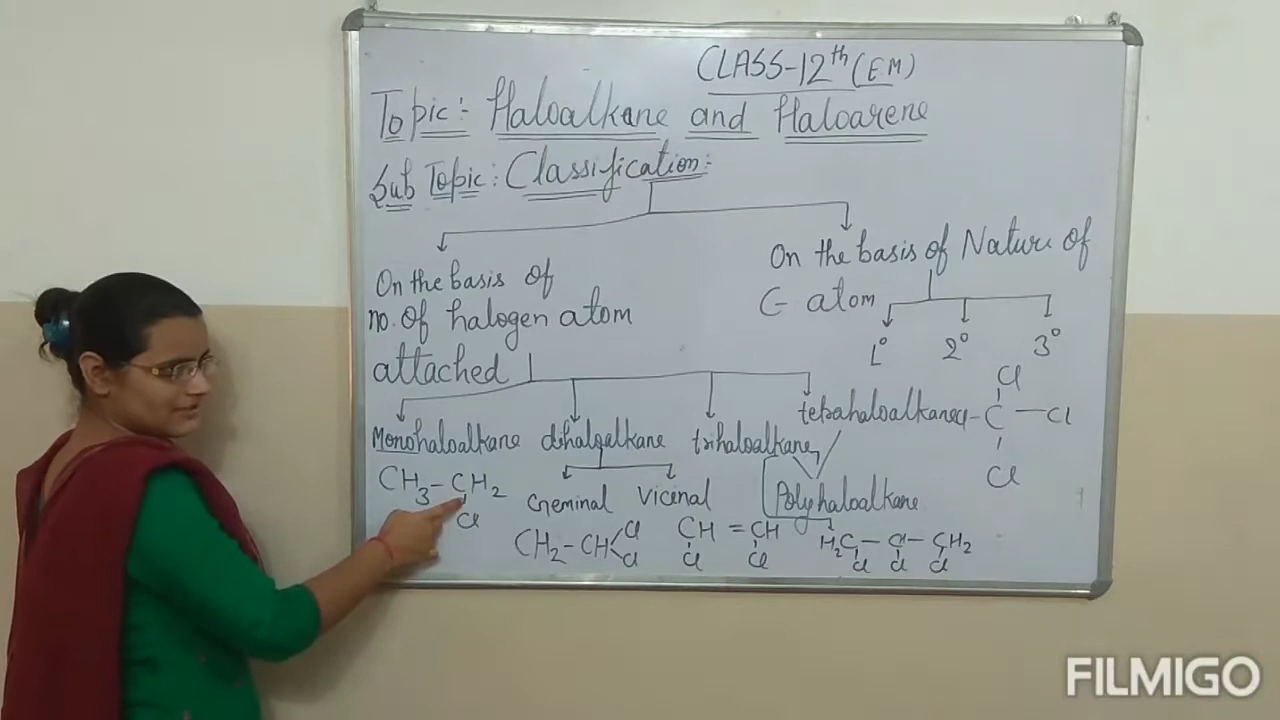 CLASS-12th (EM)
Topic:- Haloalkane and Haloarene
Sub Topic: Classification:-
On the basis of
no. of halogen atom
attached
On the basis of Nature of
C- atom
1° 2° 3°
Monohaloalkane dihaloalkane trihaloalkane, tetrahaloalkane
Cl
Cl-C-Cl
Cl
CH3-CH2
Cl
Geminal Vicinal
Polyhaloalkane
CH2-CH<Cl
Cl
CH=CH
Cl Cl
H2C-CH-CH2
Cl Cl Cl
FILMIGO